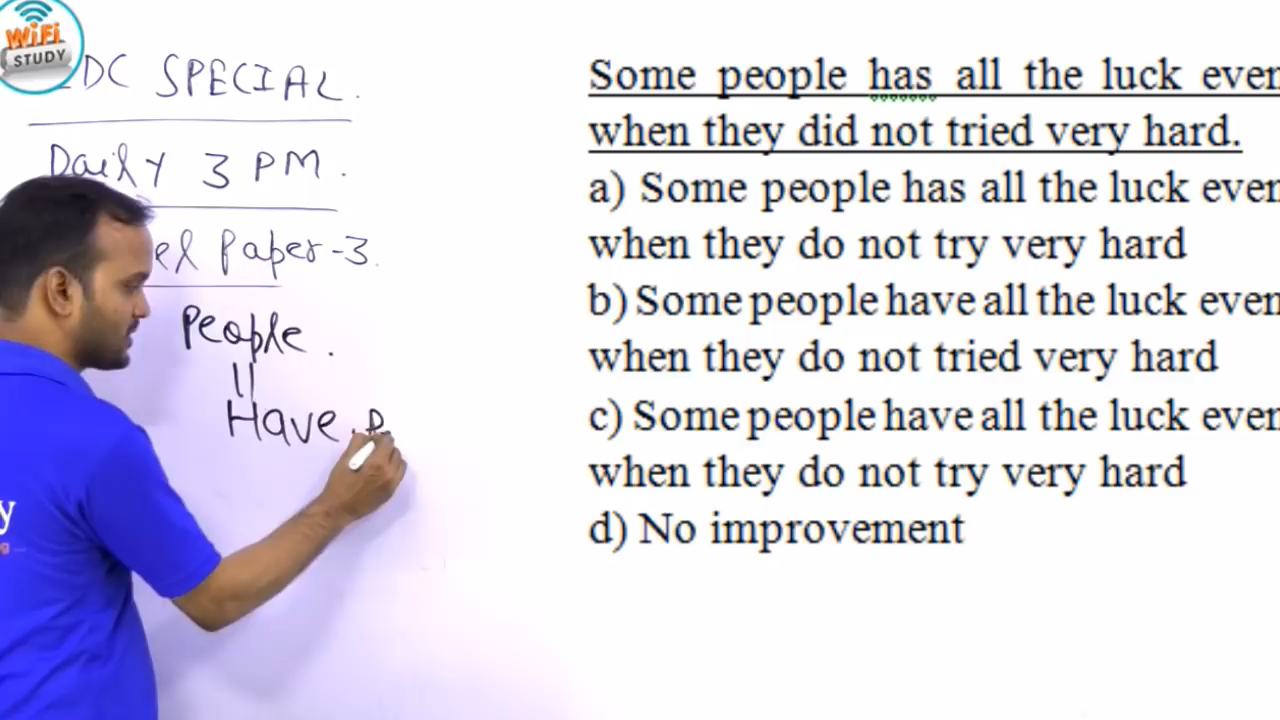 WiFi
STUDY
DC SPECIAL.
Daily 3 PM.
Paper-3.
People.
Have.
y
Some people has all the luck even
when they did not tried very hard.
a) Some people has all the luck even
when they do not try very hard
b) Some people have all the luck even
when they do not tried very hard
c) Some people have all the luck even
when they do not try very hard
d) No improvement